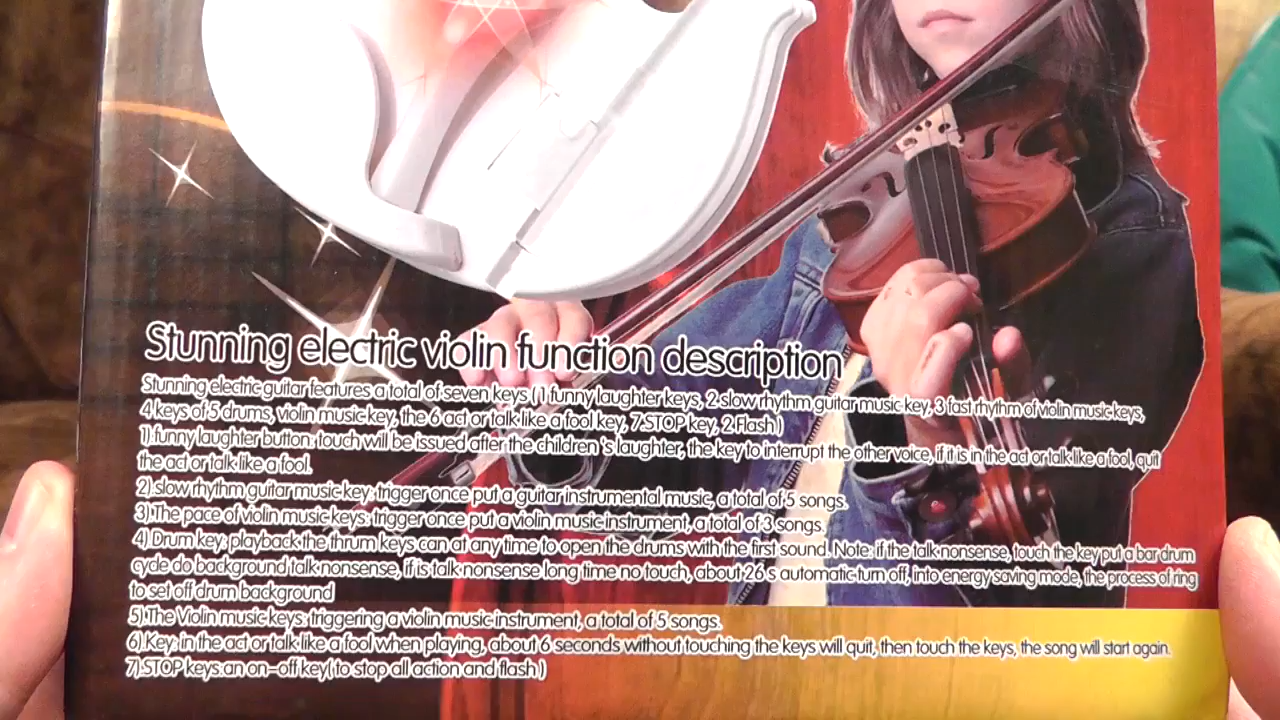 Stunning electric violin function description
Stunning electric guitar features a total of seven keys ( 1 funny laughter keys, 2 slow rhythm guitar music key, 3 fast rhythm of violin music keys,
4 keys of 5 drums, violin music key, the 6 act or talk like a fool key, 7 STOP key, 2 Flash )
1) funny laughter button: touch will be issued after the children 's laughter, the key to interrupt the other voice, if it is in the act or talk like a fool, quit
the act or talk like a fool.
2) slow rhythm guitar music key: trigger once put a guitar instrumental music, a total of 5 songs.
3) The pace of violin music keys: trigger once put a violin music instrument, a total of 3 songs.
4) Drum key: playback the thrum keys can at any time to open the drums with the first sound. Note: if the talk nonsense, touch the key put a bar drum
cycle do background talk nonsense, if is talk nonsense long time no touch, about 26 s automatic turn off, into energy saving mode, the process of ring
to set off drum background
5) The Violin music keys: triggering a violin music instrument, a total of 5 songs.
6) Key: in the act or talk like a fool when playing, about 6 seconds without touching the keys will quit, then touch the keys, the song will start again.
7) STOP keys an on-off key( to stop all action and flash )